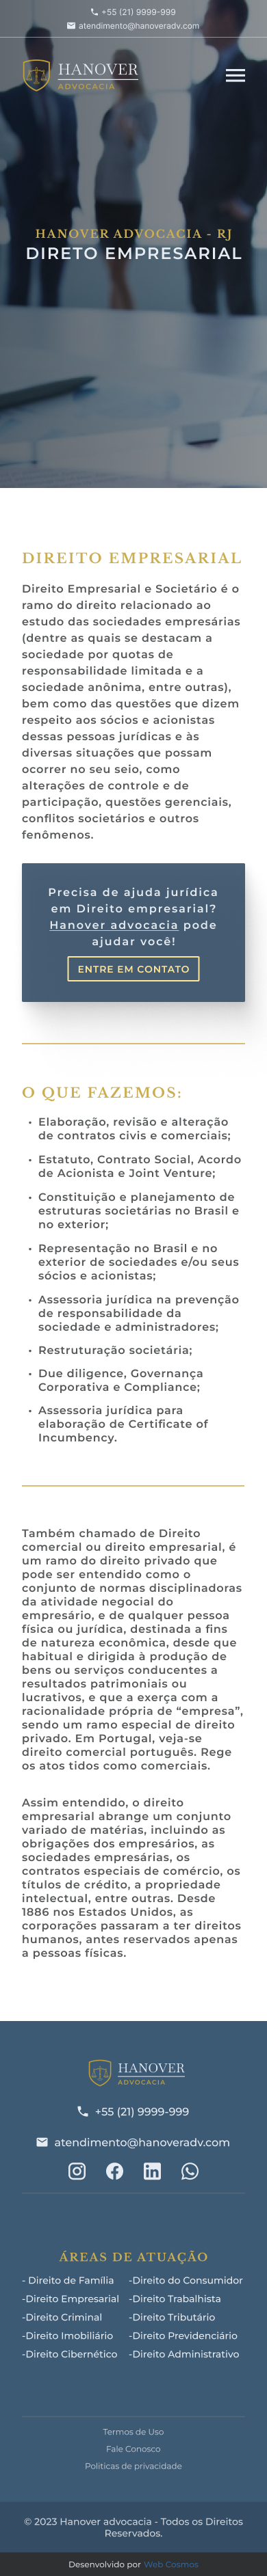 +55 (21) 9999-999
atendimento@hanoveradv.com
HANOVER
ADVOCACIA
HANOVER ADVOCACIA - RJ
DIRETO EMPRESARIAL
DIREITO EMPRESARIAL
Direito Empresarial e Societário é o
ramo do direito relacionado ao
estudo das sociedades empresárias
(dentre as quais se destacam a
sociedade por quotas de
responsabilidade limitada e a
sociedade anônima, entre outras),
bem como das questões que dizem
respeito aos sócios e acionistas
dessas pessoas jurídicas e às
diversas situações que possam
ocorrer no seu seio, como
alterações de controle e de
participação, questões gerenciais,
conflitos societários e outros
fenômenos.
Precisa de ajuda jurídica
em Direito empresarial?
Hanover advocacia pode
ajudar você!
ENTRE EM CONTATO
O QUE FAZEMOS:
• Elaboração, revisão e alteração
de contratos civis e comerciais;
• Estatuto, Contrato Social, Acordo
de Acionista e Joint Venture;
• Constituição e planejamento de
estruturas societárias no Brasil e
no exterior;
• Representação no Brasil e no
exterior de sociedades e/ou seus
sócios e acionistas;
• Assessoria jurídica na prevenção
de responsabilidade da
sociedade e administradores;
• Restruturação societária;
• Due diligence, Governança
Corporativa e Compliance;
• Assessoria jurídica para
elaboração de Certificate of
Incumbency.
Também chamado de Direito
comercial ou direito empresarial, é
um ramo do direito privado que
pode ser entendido como o
conjunto de normas disciplinadoras
da atividade negocial do
empresário, e de qualquer pessoa
física ou jurídica, destinada a fins
de natureza econômica, desde que
habitual e dirigida à produção de
bens ou serviços conducentes a
resultados patrimoniais ou
lucrativos, e que a exerça com a
racionalidade própria de “empresa”,
sendo um ramo especial de direito
privado. Em Portugal, veja-se
direito comercial português. Rege
os atos tidos como comerciais.
Assim entendido, o direito
empresarial abrange um conjunto
variado de matérias, incluindo as
obrigações dos empresários, as
sociedades empresárias, os
contratos especiais de comércio, os
títulos de crédito, a propriedade
intelectual, entre outras. Desde
1886 nos Estados Unidos, as
corporações passaram a ter direitos
humanos, antes reservados apenas
a pessoas físicas.
HANOVER
ADVOCACIA
+55 (21) 9999-999
atendimento@hanoveradv.com
ÁREAS DE ATUAÇÃO
- Direito de Família -Direito do Consumidor
-Direito Empresarial -Direito Trabalhista
-Direito Criminal -Direito Tributário
-Direito Imobiliário -Direito Previdenciário
-Direito Cibernético -Direito Administrativo
Termos de Uso
Fale Conosco
Políticas de privacidade
© 2023 Hanover advocacia - Todos os Direitos
Reservados.
Desenvolvido por Web Cosmos